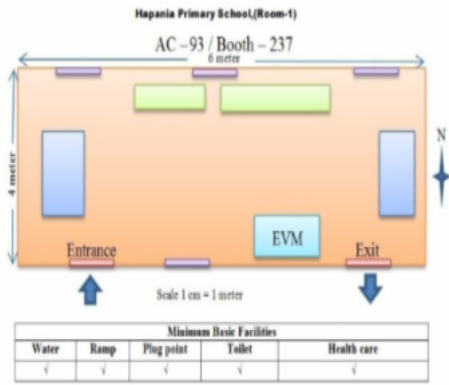 Hapania Primary School,(Room-1)
AC –93 / Booth – 237
6 meter
4 meter
N
EVM
Entrance
Exit
Scale 1 cm = 1 meter
Minimum Basic Facilities
Water Ramp Plug point Toilet Health care
√ √ √ √ √